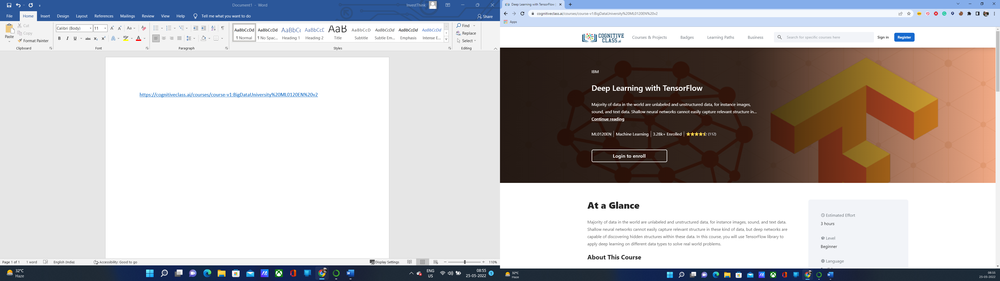 Document1 - Word
InvestThink
File Home Insert Design Layout References Mailings Review View Help Tell me what you want to do
Share
Paste
Cut
Copy
Format Painter
Clipboard
Calibri (Body) 11
Font
Paragraph
AaBbCcDd AaBbCcDd AaBbCc AaBbCcD AaB AaBbCcD AaBbCcDd AaBbCcDd AaBbCcDd
¶ Normal ¶ No Spac... Heading 1 Heading 2 Title Subtitle Subtle Em... Emphasis Intense E...
Styles
Find
Replace
Select
Editing
https://cognitiveclass.ai/courses/course-v1:BigDataUniversity%20ML0120EN%20v2
Page 1 of 1 1 word English (India) Accessibility: Good to go Display Settings 110%
32°C
Haze
ENG
US
08:55
25-05-2022
1
Deep Learning with TensorFlow |
cognitiveclass.ai/courses/course-v1:BigDataUniversity%20ML0120EN%20v2
Apps
COGNITIVE
CLASS.ai
Courses & Projects Badges Learning Paths Business Search for specific courses here Sign in Register
IBM
Deep Learning with TensorFlow
Majority of data in the world are unlabeled and unstructured data, for instance images,
sound, and text data. Shallow neural networks cannot easily capture relevant structure in...
Continue reading
ML0120EN Machine Learning 3.28k+ Enrolled (112)
Login to enroll
At a Glance
Majority of data in the world are unlabeled and unstructured data, for instance images, sound, and text data.
Shallow neural networks cannot easily capture relevant structure in these kind of data, but deep networks are
capable of discovering hidden structures within these data. In this course, you will use TensorFlow library to
apply deep learning on different data types to solve real world problems.
About This Course
Estimated Effort
3 hours
Level
Beginner
Language
32°C
Haze
08:55
25-05-2022